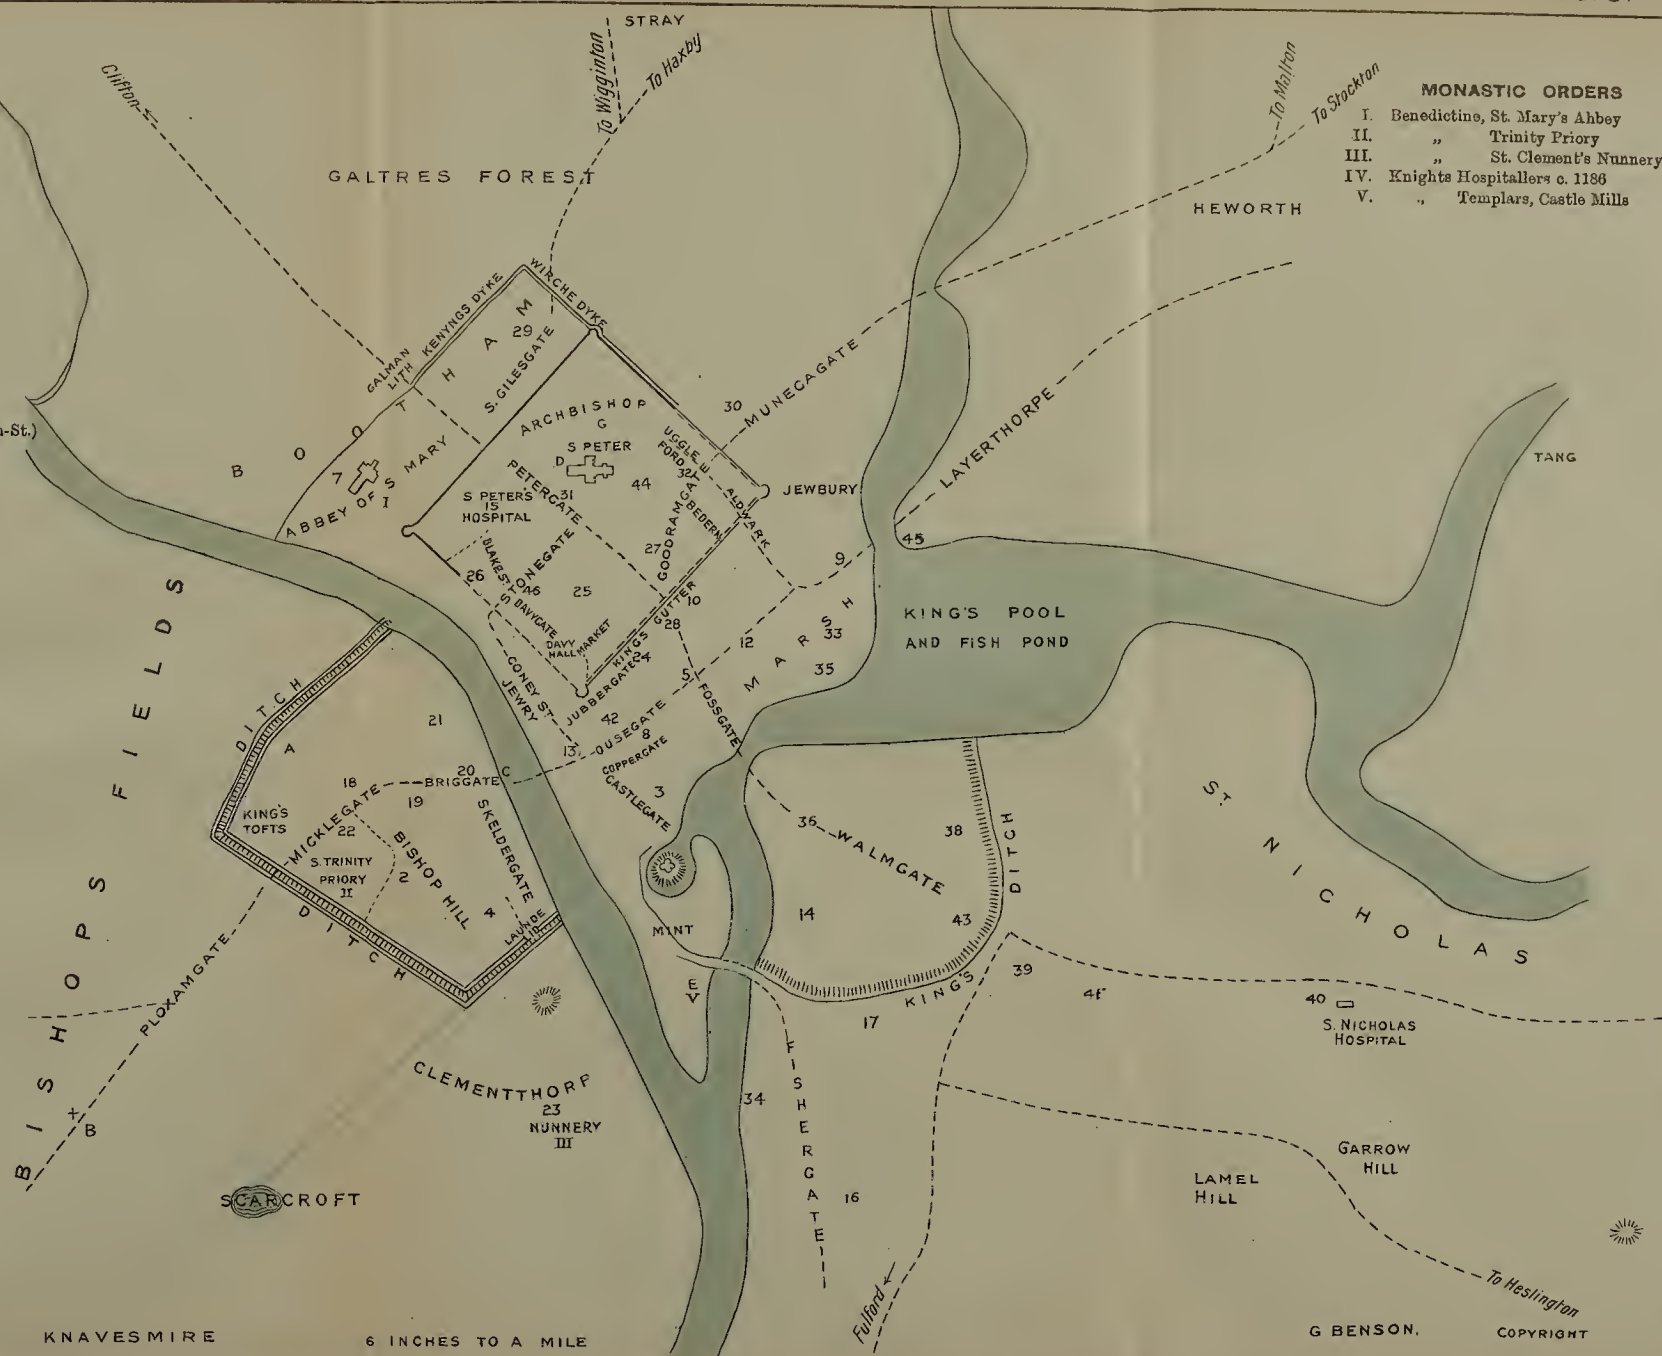 STRAY
To Wigginton
To Haxby
Clifton
To Malton
To Stockton
MONASTIC ORDERS
I. Benedictine, St. Mary's Abbey
II. „ Trinity Priory
III. „ St. Clement's Nunnery
IV. Knights Hospitallers c. 1186
V. „ Templars, Castle Mills
GALTRES FOREST
HEWORTH
WIRCHE DYKE
KENYNGS DYKE
GALMAN
LITH
BOOTHAM
29
S. GILESGATE
n-St.)
ARCHBISHOP
G
S PETER
D
30
MUNECAGATE
LAYERTHORPE
TANG
UGGLE
FORD
32
E
ALDWARK
JEWBURY
7
ABBEY OF S MARY
I
PETERGATE
31
44
S PETER'S
15
HOSPITAL
GOODRAMGATE
BEDERN
27
BLAKEST
STONEGATE
26
6
25
DAVYGATE
DAVY
HALL
MARKET
KINGS GUTTER
10
28
24
JUBBERGATE
CONEY ST.
JEWRY
9
45
12
MARSH
33
35
5
FOSSGATE
KING'S POOL
AND FISH POND
42
OUSEGATE
8
13
COPPERGATE
CASTLEGATE
3
BISHOPS FIELDS
DITCH
A
21
20
C
18
BRIGGATE
19
KING'S
TOFTS
MICKLEGATE
22
S. TRINITY
PRIORY
II
2
BISHOP HILL
SKELDERGATE
4
LAUNDE
LID
DITCH
PLOXAMGATE
B
MINT
E
V
36
WALMGATE
38
14
43
KING'S DITCH
ST NICHOLAS
39
41
40
S. NICHOLAS
HOSPITAL
17
FISHERGATE
34
16
CLEMENTTHORP
23
NUNNERY
III
SCARCROFT
LAMEL
HILL
GARROW
HILL
To Heslington
Fulford
KNAVESMIRE
6 INCHES TO A MILE
G BENSON.
COPYRIGHT